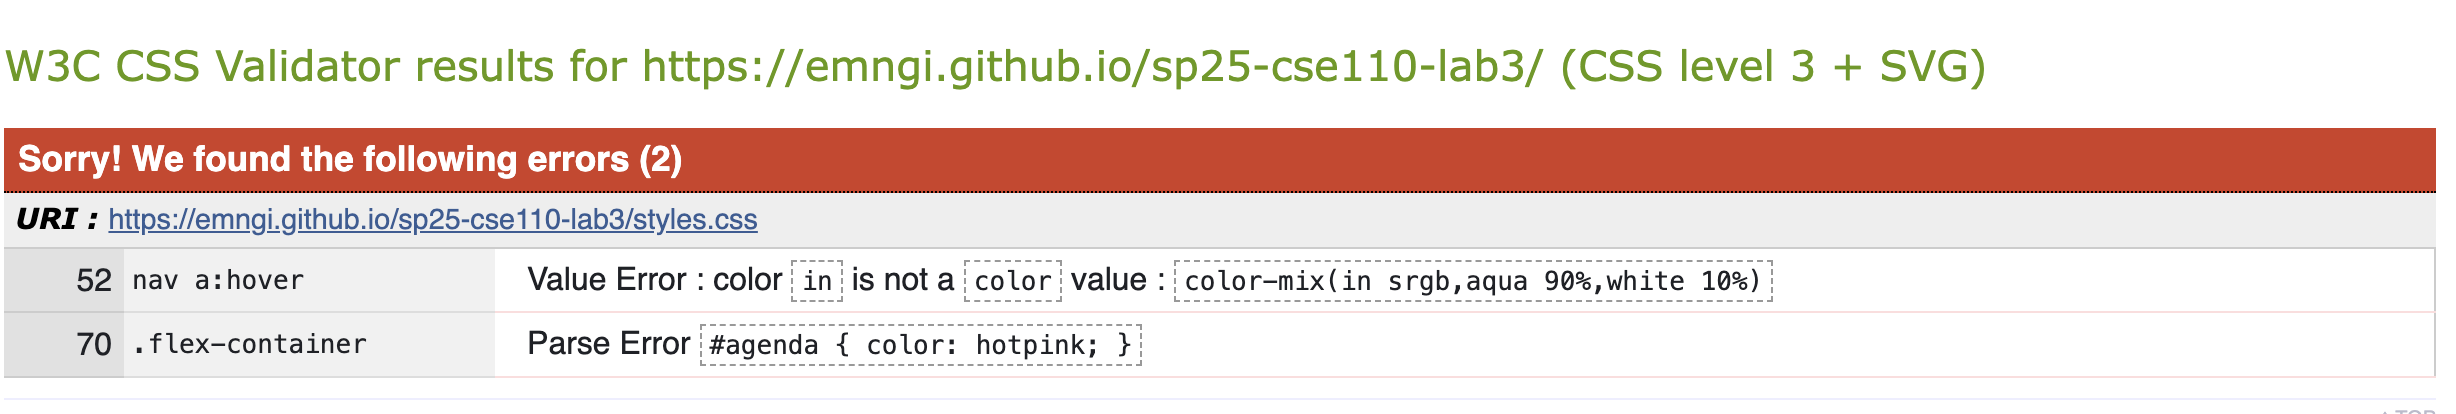 W3C CSS Validator results for https://emngi.github.io/sp25-cse110-lab3/ (CSS level 3 + SVG)
Sorry! We found the following errors (2)
URI : https://emngi.github.io/sp25-cse110-lab3/styles.css
52 nav a:hover Value Error : color in is not a color value : color-mix(in srgb,aqua 90%,white 10%)
70 .flex-container Parse Error #agenda { color: hotpink; }